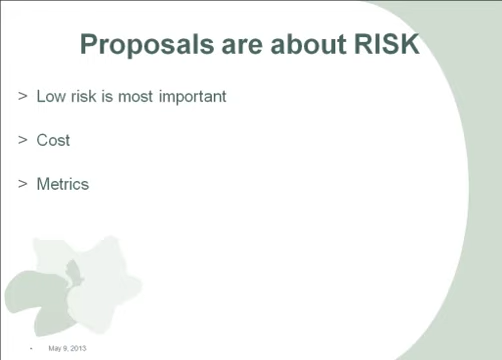 Proposals are about RISK
> Low risk is most important
> Cost
> Metrics
- May 9, 2013